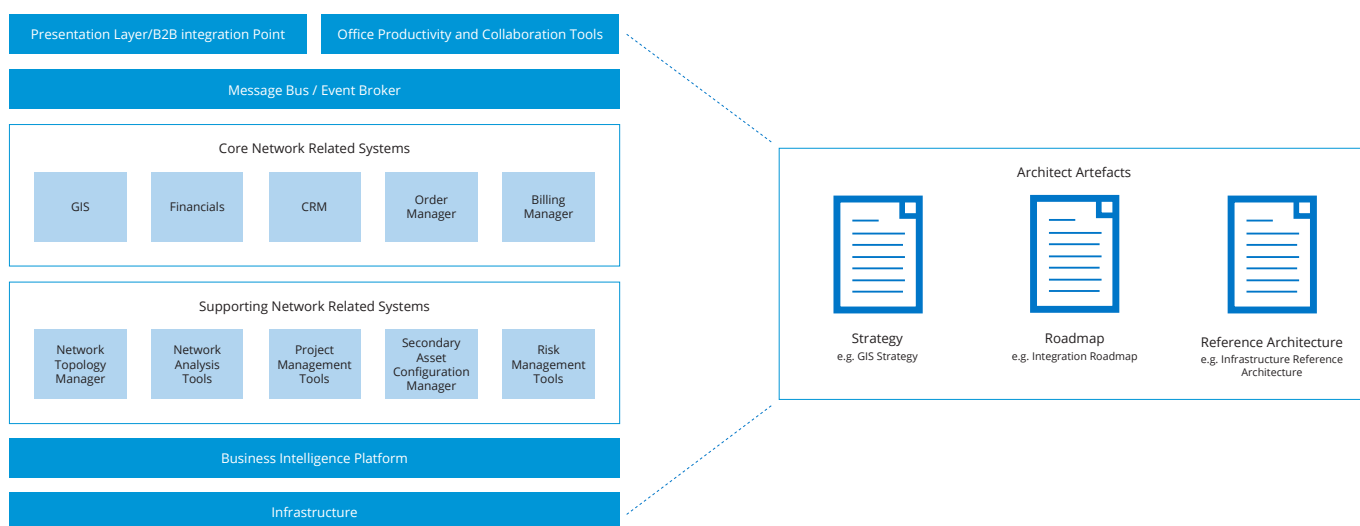 Presentation Layer/B2B integration Point
Office Productivity and Collaboration Tools
Message Bus / Event Broker
Core Network Related Systems
GIS
Financials
CRM
Order
Manager
Billing
Manager
Supporting Network Related Systems
Network
Topology
Manager
Network
Analysis
Tools
Project
Management
Tools
Secondary
Asset
Configuration
Manager
Risk
Management
Tools
Business Intelligence Platform
Infrastructure
Architect Artefacts
Strategy
e.g. GIS Strategy
Roadmap
e.g. Integration Roadmap
Reference Architecture
e.g. Infrastructure Reference
Architecture